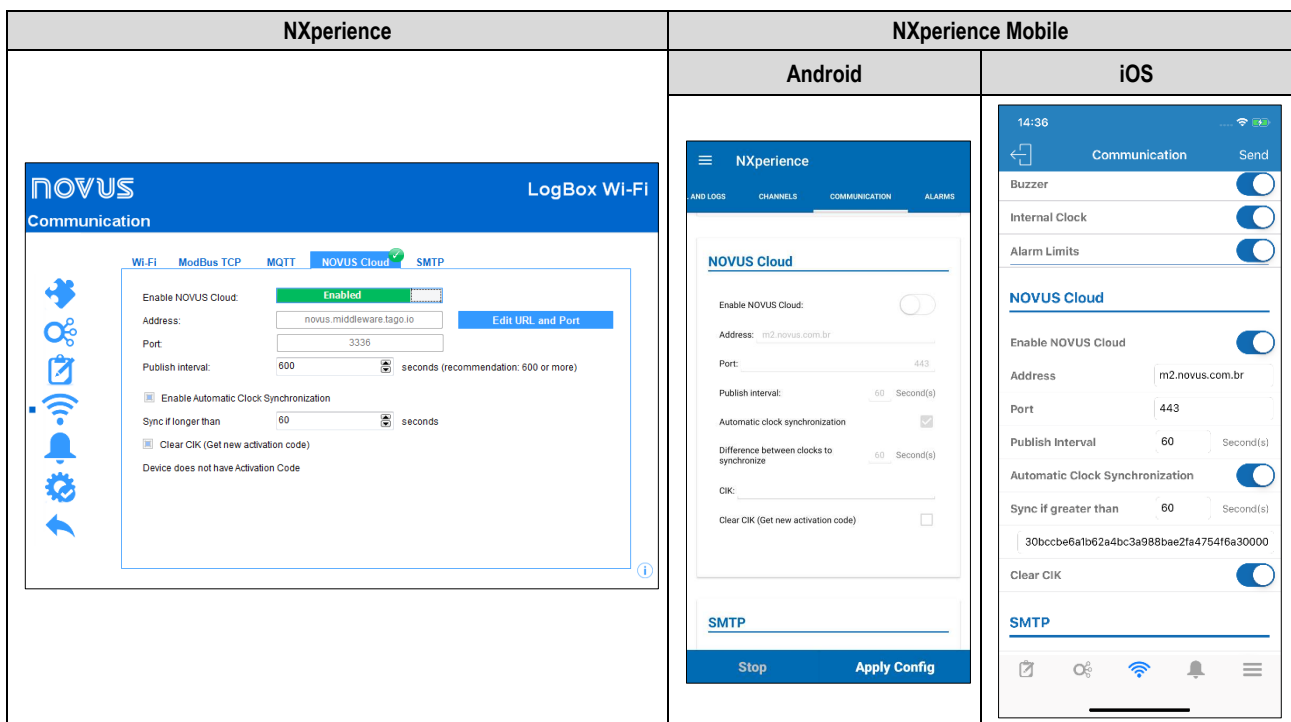 NXperience
NXperience Mobile
Android
iOS
NOVUS
LogBox Wi-Fi
Communication
Wi-Fi ModBus TCP MQTT NOVUS Cloud SMTP
Enable NOVUS Cloud: Enabled
Address: novus.middleware.tago.io Edit URL and Port
Port: 3336
Publish interval: 600 seconds (recommendation: 600 or more)
Enable Automatic Clock Synchronization
Sync if longer than 60 seconds
Clear CIK (Get new activation code)
Device does not have Activation Code
NXperience
. AND LOGS CHANNELS COMMUNICATION ALARMS
NOVUS Cloud
Enable NOVUS Cloud:
Address: m2.novus.com.br
Port: 443
Publish interval: 60 Second(s)
Automatic clock synchronization
Difference between clocks to
synchronize 60 Second(s)
CIK:
Clear CIK (Get new activation code)
SMTP
Stop Apply Config
14:36
Communication Send
Buzzer
Internal Clock
Alarm Limits
NOVUS Cloud
Enable NOVUS Cloud
Address m2.novus.com.br
Port 443
Publish Interval 60 Second(s)
Automatic Clock Synchronization
Sync if greater than 60 Second(s)
30bccbe6a1b62a4bc3a988bae2fa4754f6a30000
Clear CIK
SMTP